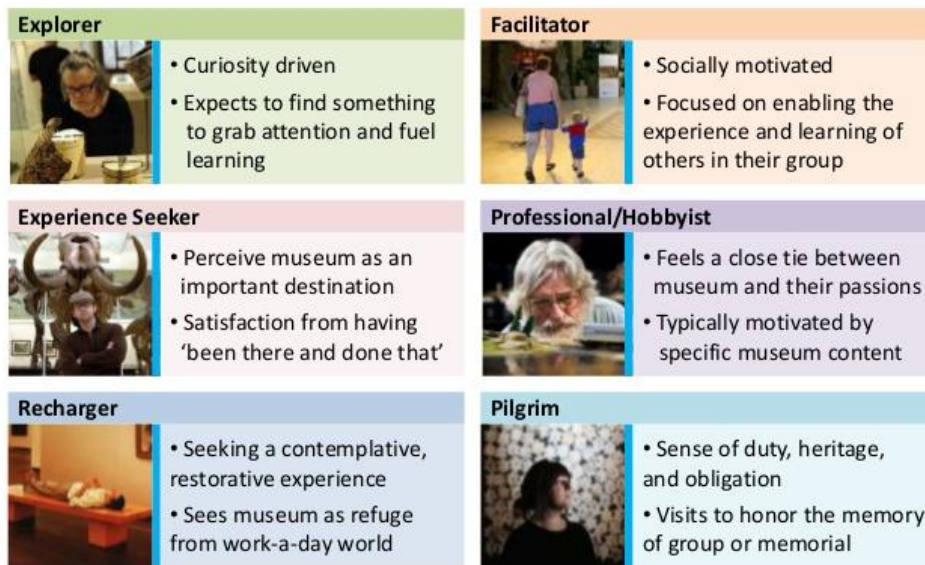 Explorer
• Curiosity driven
• Expects to find something
to grab attention and fuel
learning
Facilitator
• Socially motivated
• Focused on enabling the
experience and learning of
others in their group
Experience Seeker
• Perceive museum as an
important destination
• Satisfaction from having
‘been there and done that’
Professional/Hobbyist
• Feels a close tie between
museum and their passions
• Typically motivated by
specific museum content
Recharger
• Seeking a contemplative,
restorative experience
• Sees museum as refuge
from work-a-day world
Pilgrim
• Sense of duty, heritage,
and obligation
• Visits to honor the memory
of group or memorial